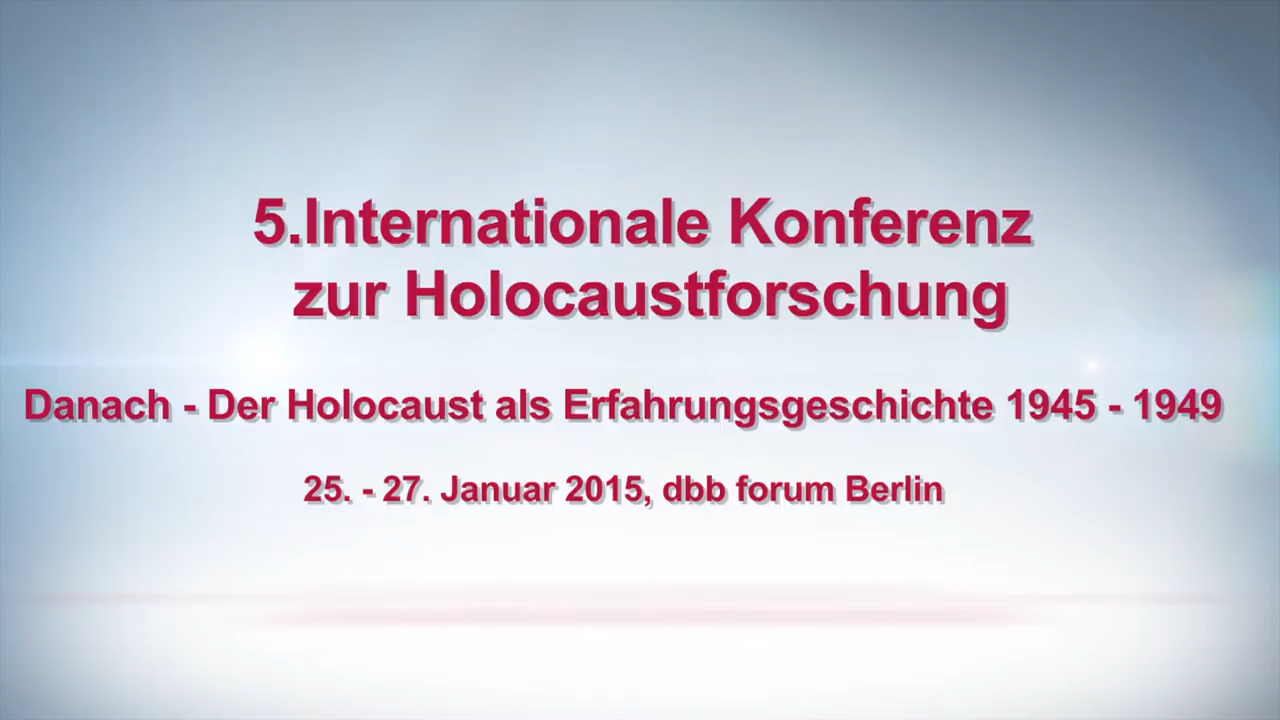 5.Internationale Konferenz
zur Holocaustforschung
Danach - Der Holocaust als Erfahrungsgeschichte 1945 - 1949
25. - 27. Januar 2015, dbb forum Berlin